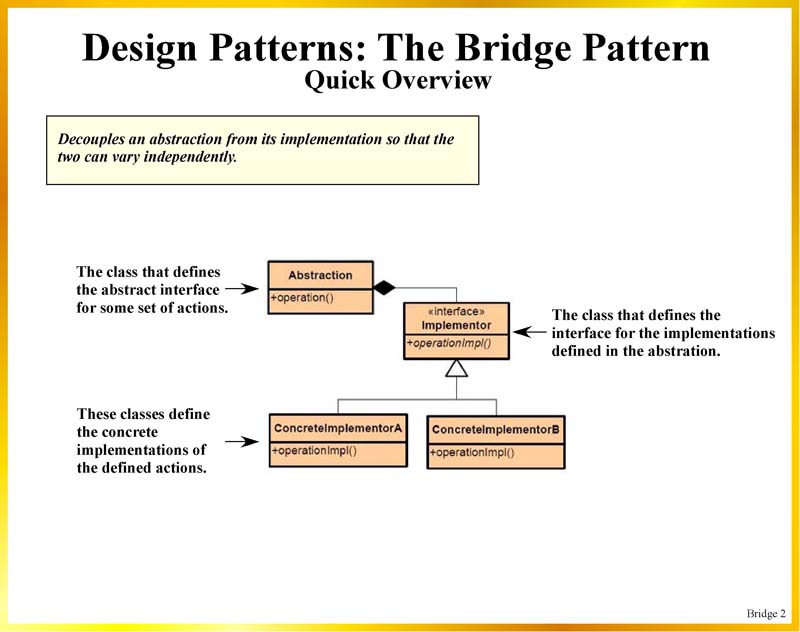 Design Patterns: The Bridge Pattern
Quick Overview
Decouples an abstraction from its implementation so that the
two can vary independently.
The class that defines
the abstract interface
for some set of actions.
Abstraction
+operation()
«interface»
Implementor
+operationImpl()
The class that defines the
interface for the implementations
defined in the abstration.
These classes define
the concrete
implementations of
the defined actions.
ConcreteImplementorA
+operationImpl()
ConcreteImplementorB
+operationImpl()
Bridge 2